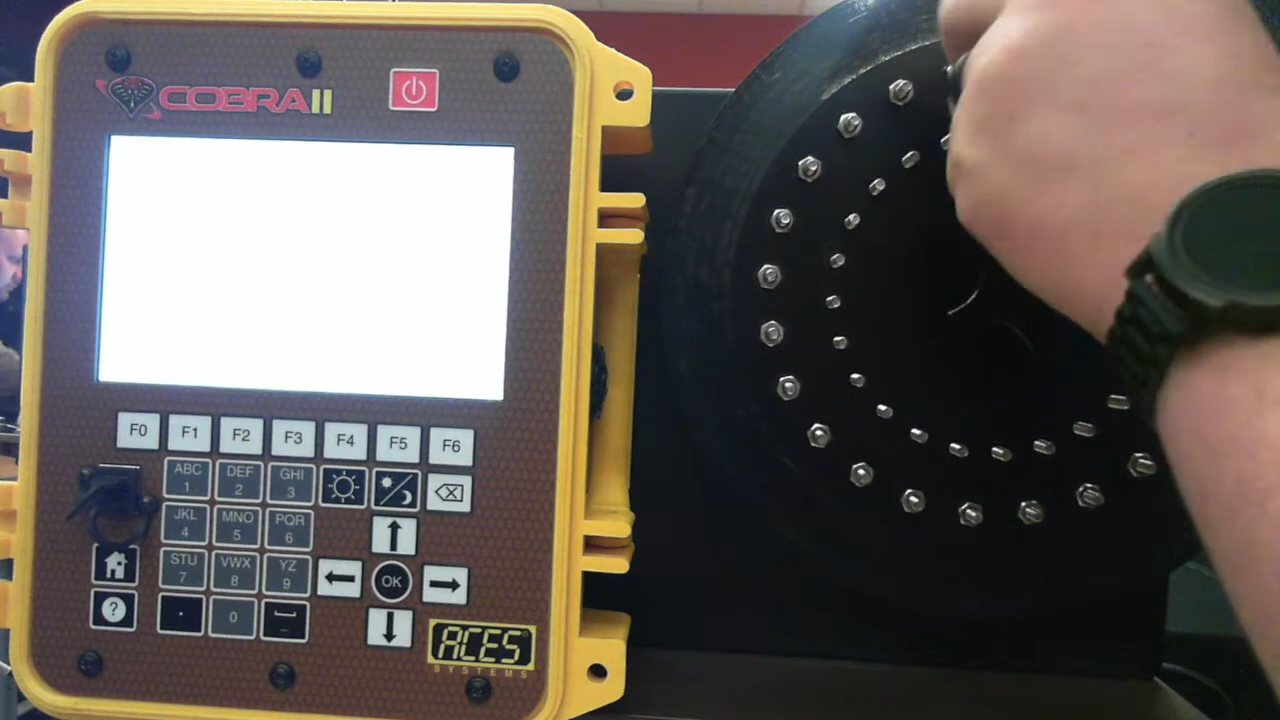 COBRA II
F0 F1 F2 F3 F4 F5 F6
ABC DEF GHI
1 2 3
JKL MNO PQR
4 5 6
STU VWX YZ
7 8 9
OK
? . 0
ACES
SYSTEMS